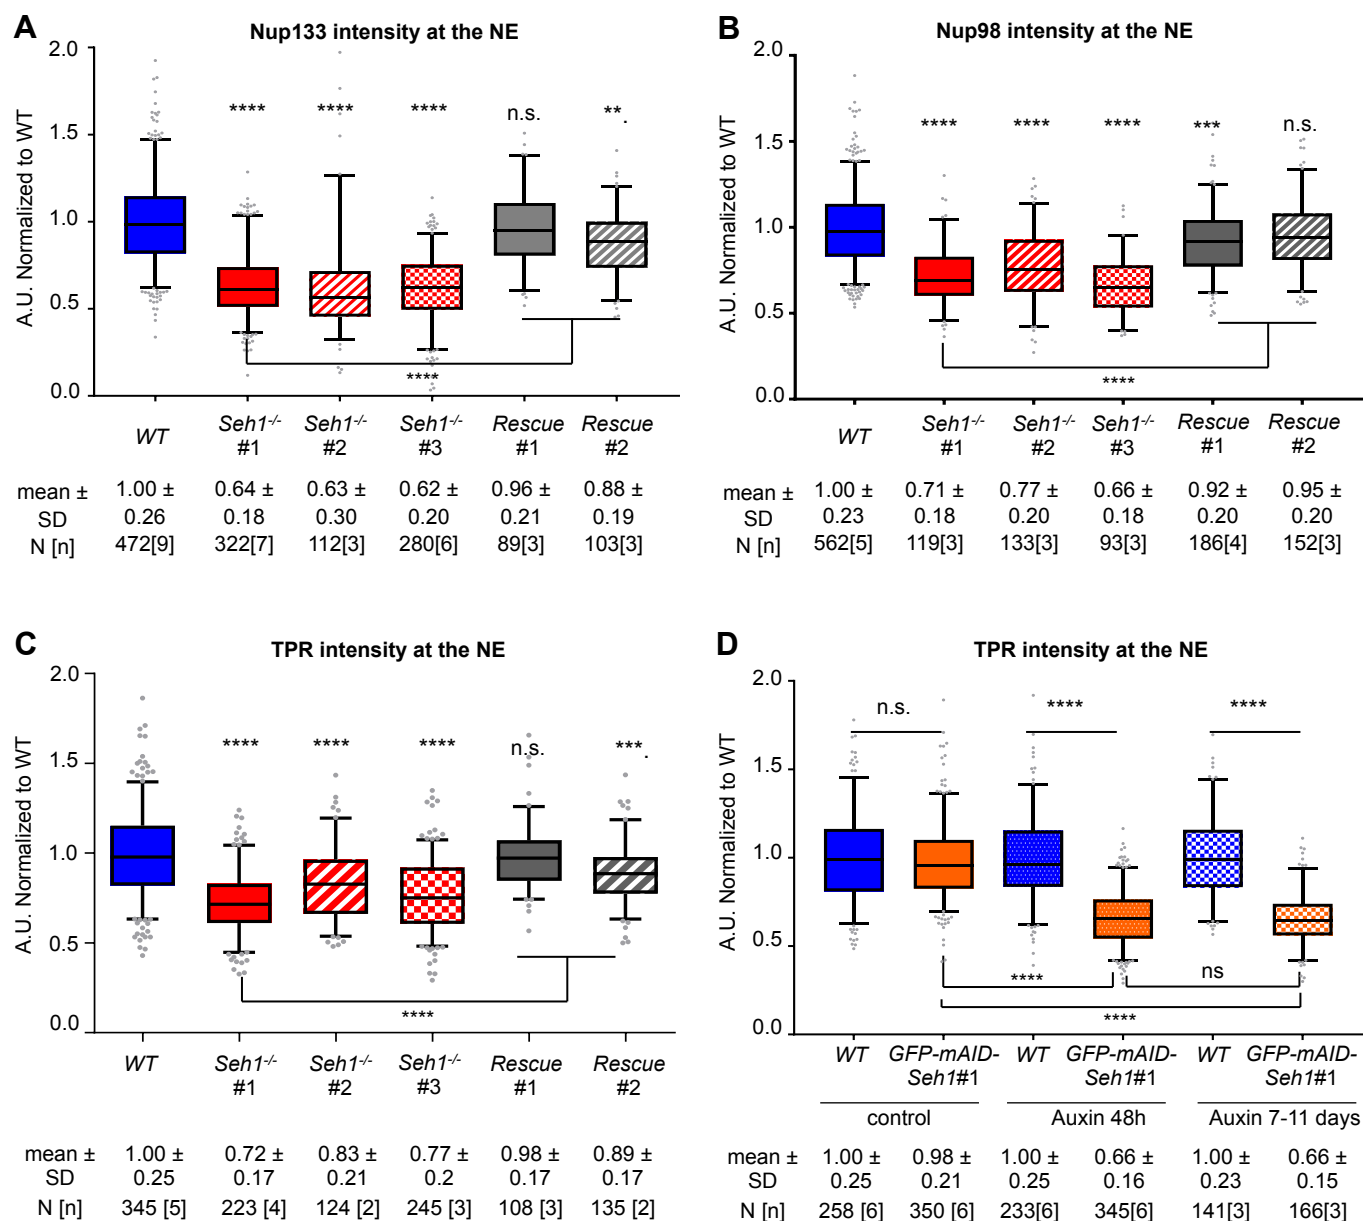 A
Nup133 intensity at the NE
A.U. Normalized to WT
2.0
1.5
1.0
0.5
0.0
**** **** **** n.s. **.
****
WT Seh1-/- #1 Seh1-/- #2 Seh1-/- #3 Rescue #1 Rescue #2
mean ± 1.00 ± 0.64 ± 0.63 ± 0.62 ± 0.96 ± 0.88 ±
SD 0.26 0.18 0.30 0.20 0.21 0.19
N [n] 472[9] 322[7] 112[3] 280[6] 89[3] 103[3]
B
Nup98 intensity at the NE
A.U. Normalized to WT
2.0
1.5
1.0
0.5
0.0
**** **** **** *** n.s.
****
WT Seh1-/- #1 Seh1-/- #2 Seh1-/- #3 Rescue #1 Rescue #2
mean ± 1.00 ± 0.71 ± 0.77 ± 0.66 ± 0.92 ± 0.95 ±
SD 0.23 0.18 0.20 0.18 0.20 0.20
N [n] 562[5] 119[3] 133[3] 93[3] 186[4] 152[3]
C
TPR intensity at the NE
A.U. Normalized to WT
2.0
1.5
1.0
0.5
0.0
**** **** **** n.s. ***.
****
WT Seh1-/- #1 Seh1-/- #2 Seh1-/- #3 Rescue #1 Rescue #2
mean ± 1.00 ± 0.72 ± 0.83 ± 0.77 ± 0.98 ± 0.89 ±
SD 0.25 0.17 0.21 0.2 0.17 0.17
N [n] 345 [5] 223 [4] 124 [2] 245 [3] 108 [3] 135 [2]
D
TPR intensity at the NE
A.U. Normalized to WT
2.0
1.5
1.0
0.5
0.0
n.s. **** ****
**** ns
****
WT GFP-mAID- WT GFP-mAID- WT GFP-mAID-
Seh1#1 Seh1#1 Seh1#1
control Auxin 48h Auxin 7-11 days
mean ± 1.00 ± 0.98 ± 1.00 ± 0.66 ± 1.00 ± 0.66 ±
SD 0.25 0.21 0.25 0.16 0.23 0.15
N [n] 258 [6] 350 [6] 233[6] 345[6] 141[3] 166[3]